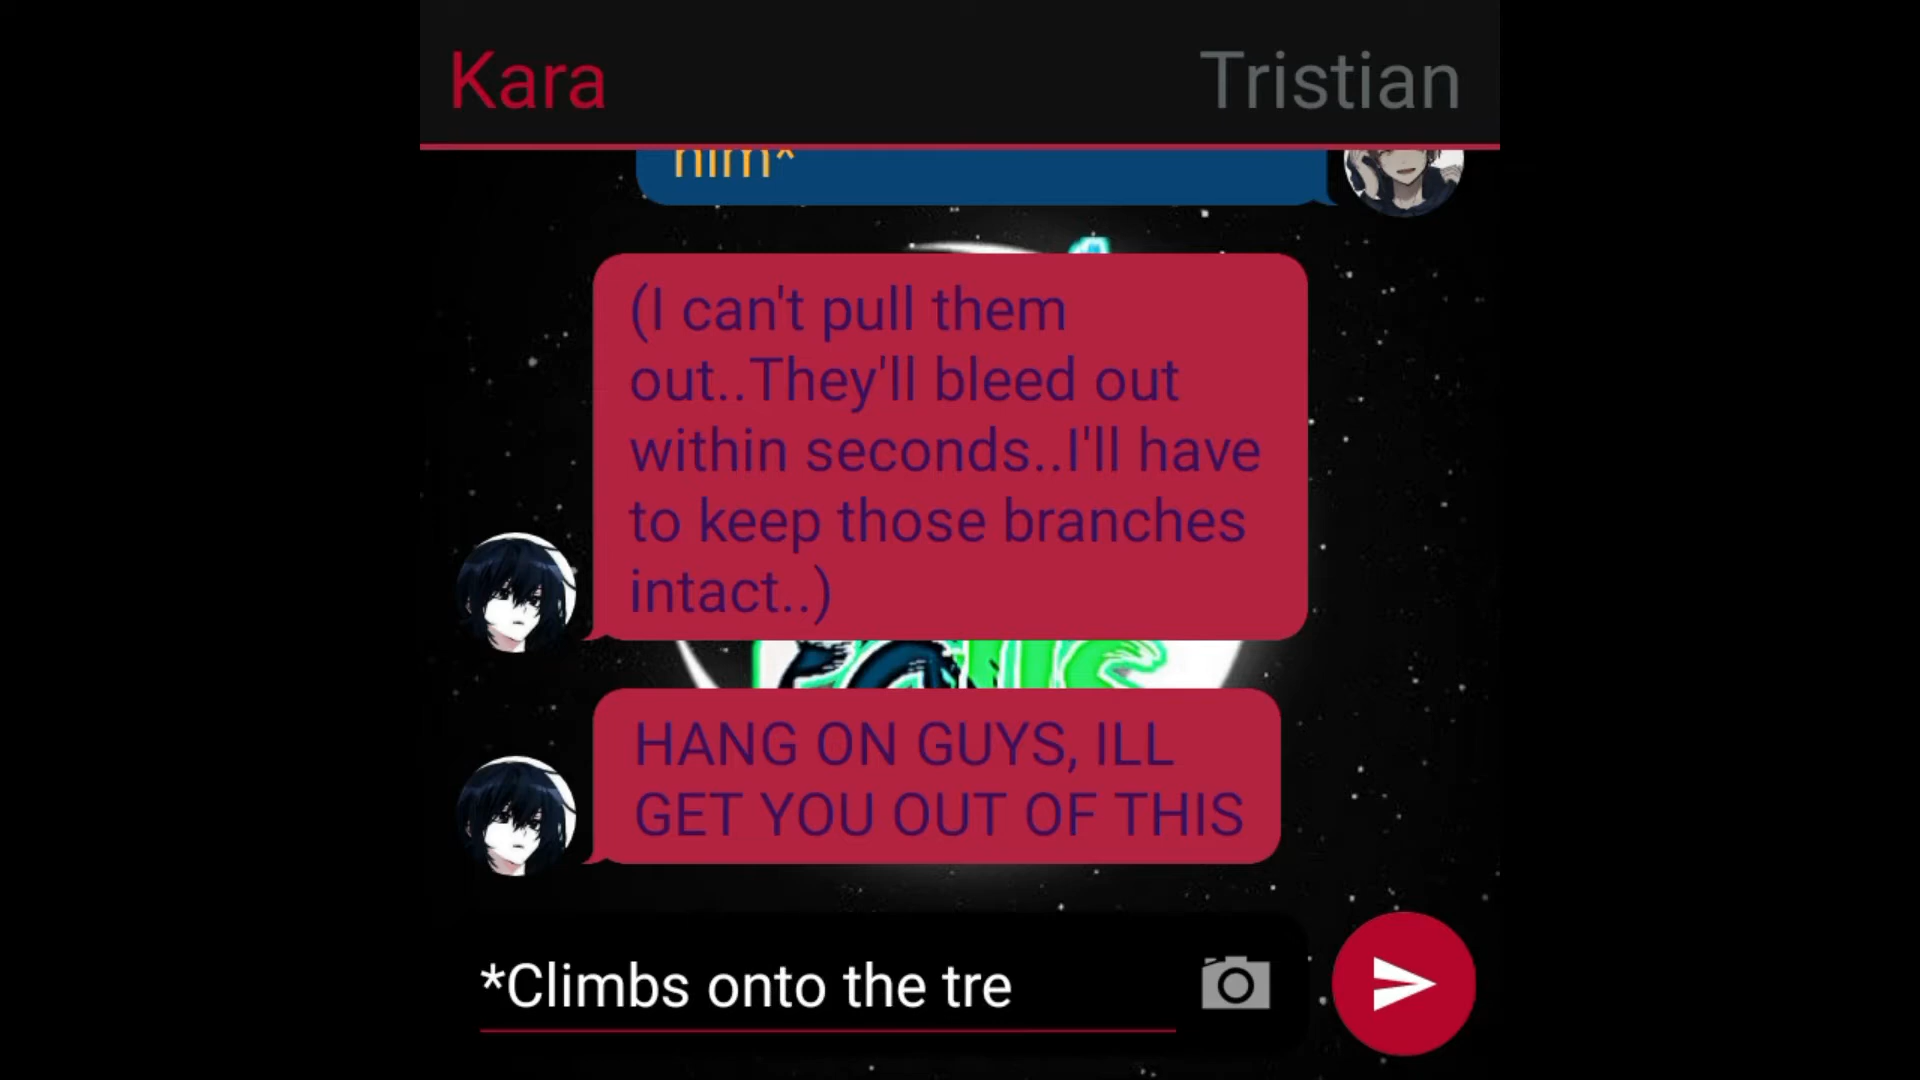 Kara
Tristian
him*
(I can't pull them
out..They'll bleed out
within seconds..I'll have
to keep those branches
intact..)
HANG ON GUYS, ILL
GET YOU OUT OF THIS
*Climbs onto the tre